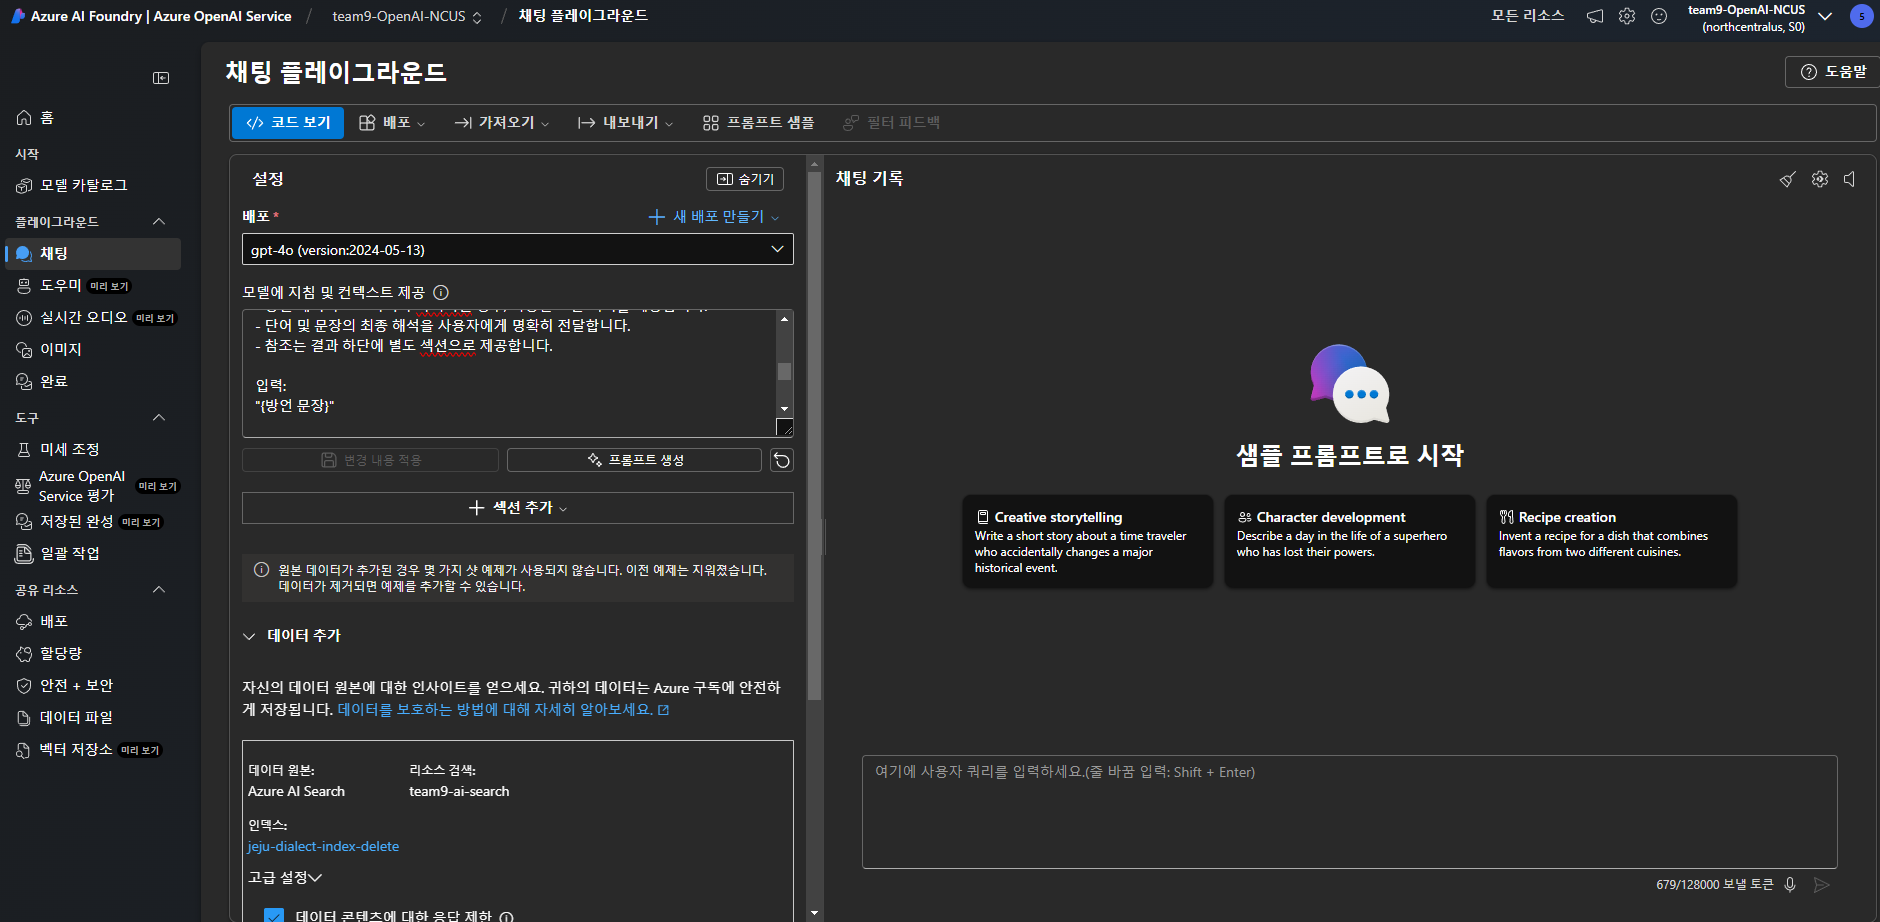 Azure AI Foundry | Azure OpenAI Service / team9-OpenAI-NCUS / 채팅 플레이그라운드
모든 리소스
team9-OpenAI-NCUS
(northcentralus, S0)
5
홈
시작
모델 카탈로그
플레이그라운드
채팅
도우미 미리 보기
실시간 오디오 미리 보기
이미지
완료
도구
미세 조정
Azure OpenAI
Service 평가 미리 보기
저장된 완성 미리 보기
일괄 작업
공유 리소스
배포
할당량
안전 + 보안
데이터 파일
벡터 저장소 미리 보기
채팅 플레이그라운드
도움말
코드 보기
배포
가져오기
내보내기
프롬프트 샘플
필터 피드백
설정
숨기기
배포 *
새 배포 만들기
gpt-4o (version:2024-05-13)
모델에 지침 및 컨텍스트 제공
- 단어 및 문장의 최종 해석을 사용자에게 명확히 전달합니다.
- 참조는 결과 하단에 별도 섹션으로 제공합니다.
입력:
"{방언 문장}"
변경 내용 적용
프롬프트 생성
섹션 추가
원본 데이터가 추가된 경우 몇 가지 샷 예제가 사용되지 않습니다. 이전 예제는 지워졌습니다.
데이터가 제거되면 예제를 추가할 수 있습니다.
데이터 추가
자신의 데이터 원본에 대한 인사이트를 얻으세요. 귀하의 데이터는 Azure 구독에 안전하
게 저장됩니다. 데이터를 보호하는 방법에 대해 자세히 알아보세요.
데이터 원본:
Azure AI Search
리소스 검색:
team9-ai-search
인덱스:
jeju-dialect-index-delete
고급 설정
데이터 콘텐츠에 대한 응답 제한
채팅 기록
샘플 프롬프트로 시작
Creative storytelling
Write a short story about a time traveler
who accidentally changes a major
historical event.
Character development
Describe a day in the life of a superhero
who has lost their powers.
Recipe creation
Invent a recipe for a dish that combines
flavors from two different cuisines.
여기에 사용자 쿼리를 입력하세요.(줄 바꿈 입력: Shift + Enter)
679/128000 보낼 토큰